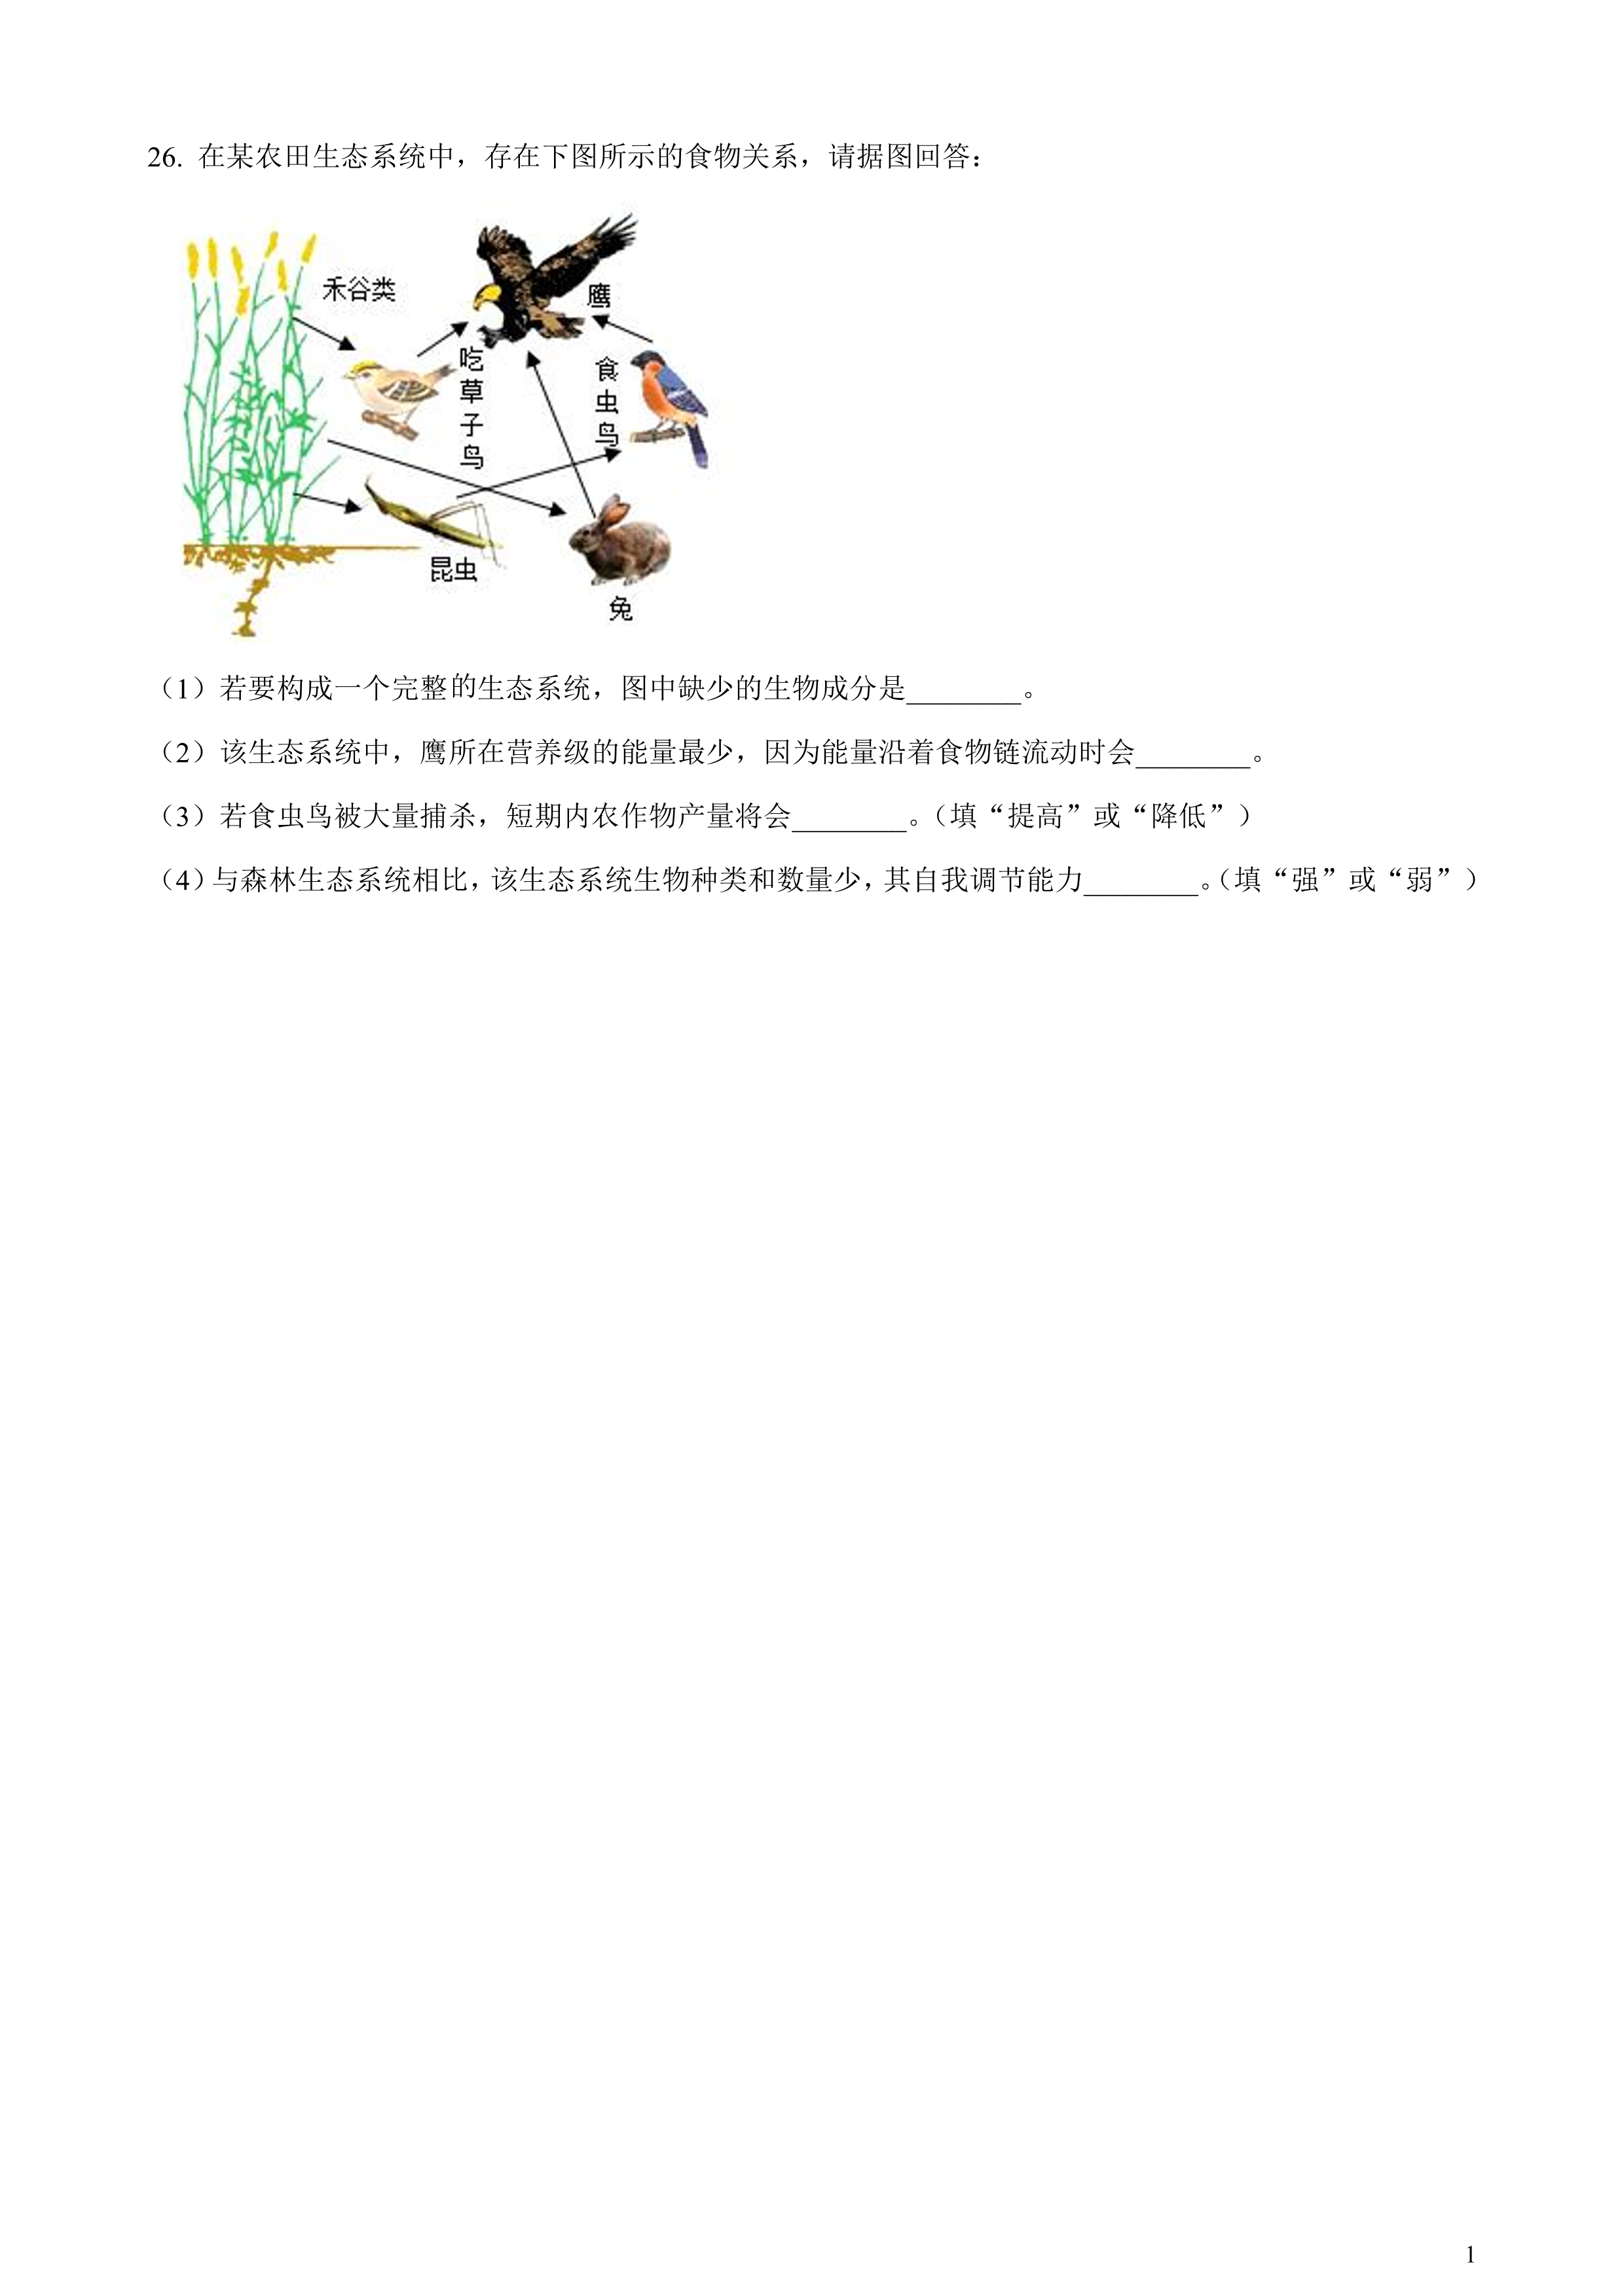 26. 在某农田生态系统中，存在下图所示的食物关系，请据图回答：
禾谷类
鹰
吃草子鸟
食虫鸟
昆虫
兔
（1）若要构成一个完整的生态系统，图中缺少的生物成分是________。
（2）该生态系统中，鹰所在营养级的能量最少，因为能量沿着食物链流动时会________。
（3）若食虫鸟被大量捕杀，短期内农作物产量将会________。（填“提高”或“降低”）
（4）与森林生态系统相比，该生态系统生物种类和数量少，其自我调节能力________。（填“强”或“弱”）
1